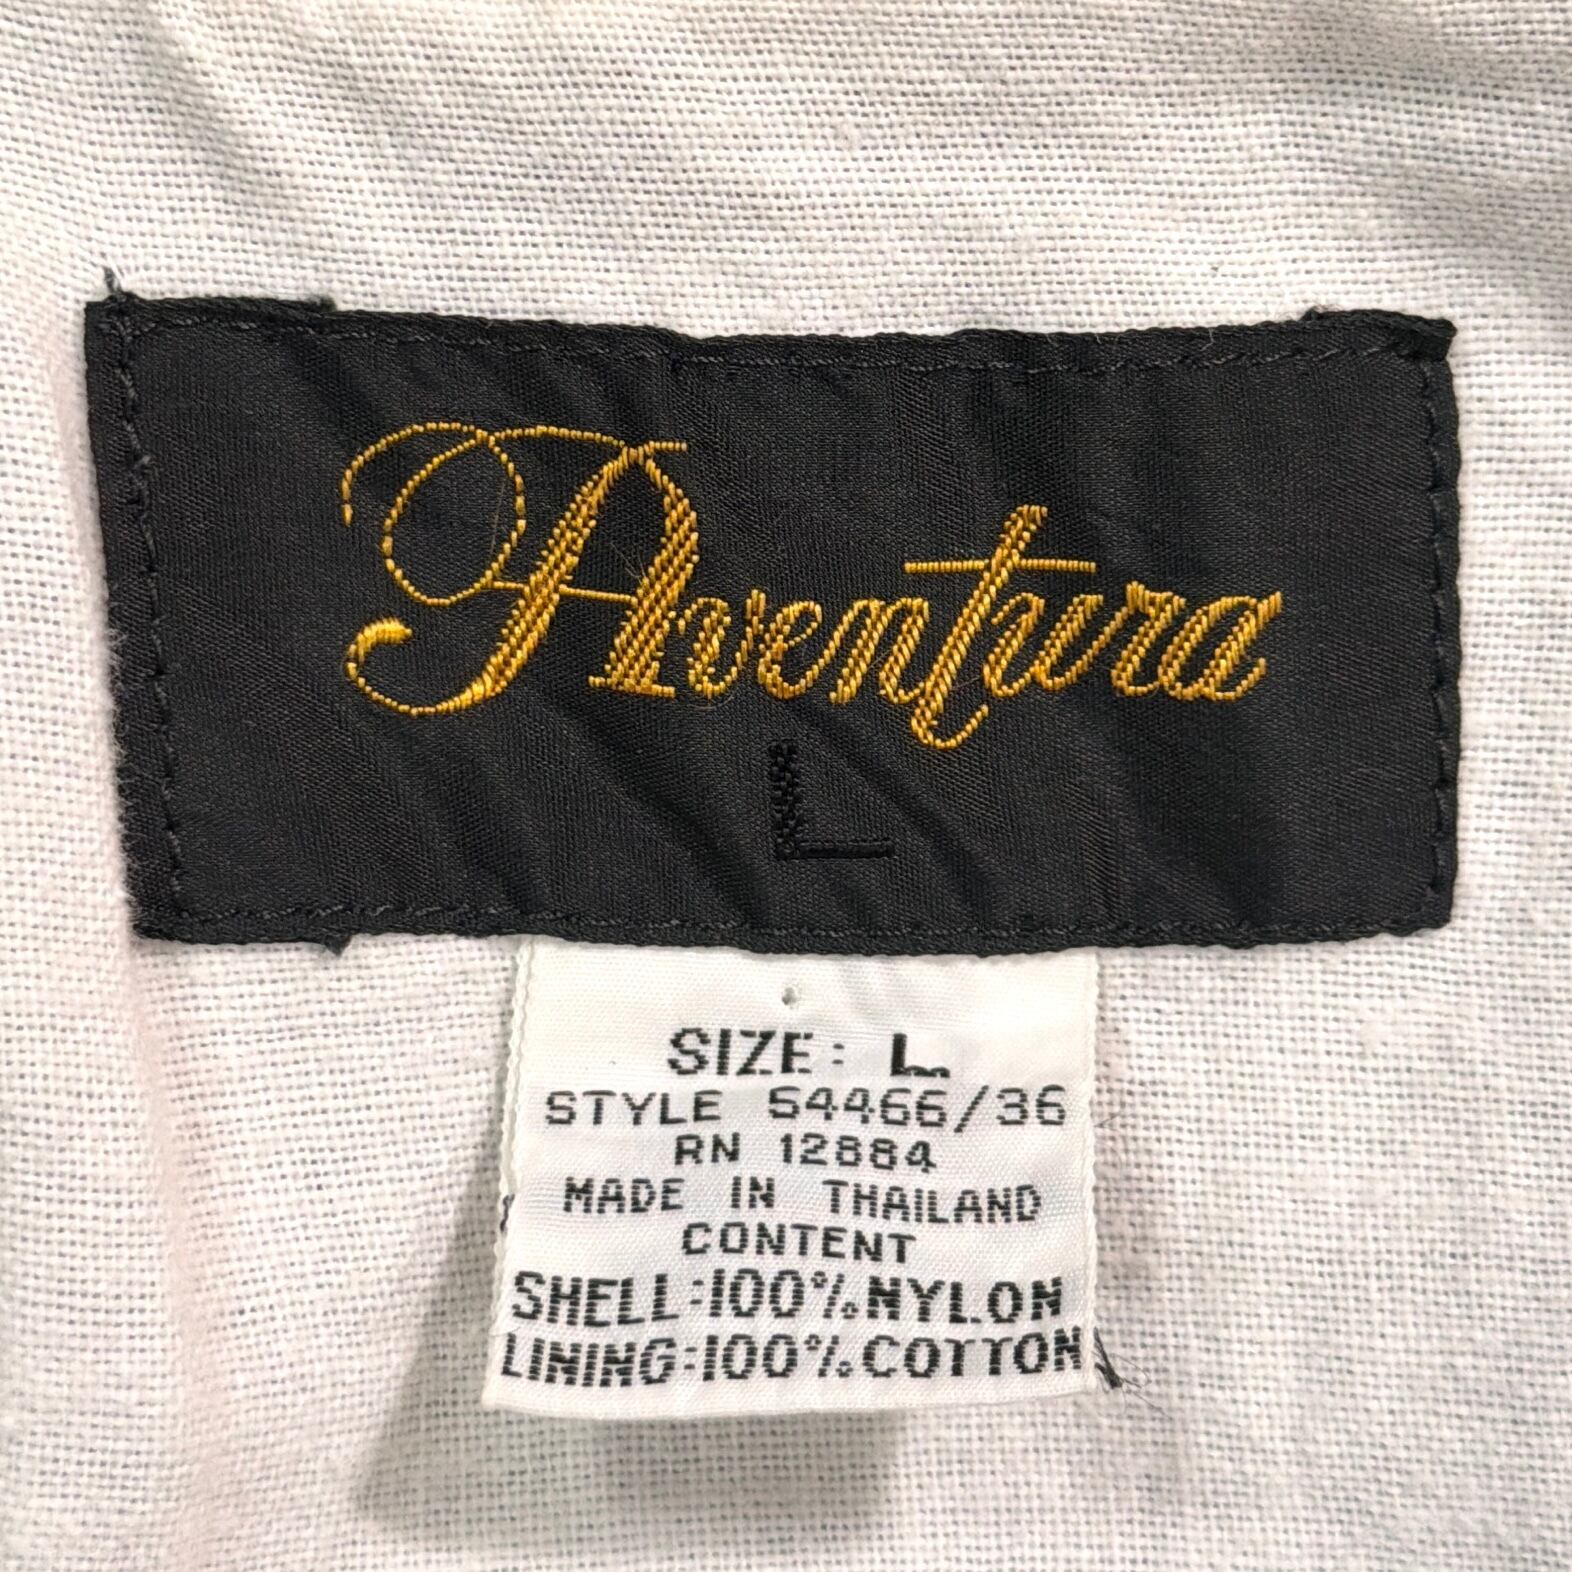 Aventura
L
SIZE: L
STYLE 54466/36
RN 12884
MADE IN THAILAND
CONTENT
SHELL:100% NYLON
LINING:100% COTTON